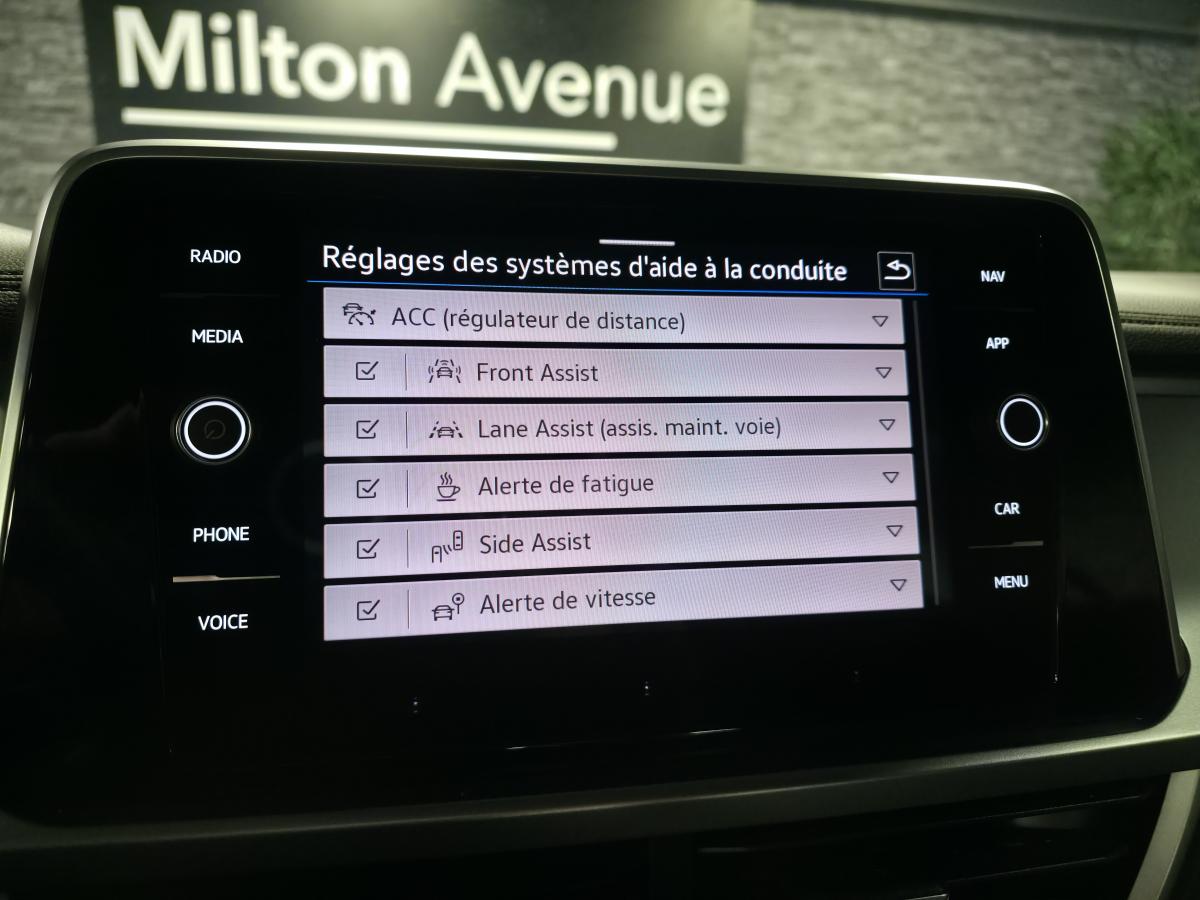 Milton Avenue
RADIO
MEDIA
PHONE
VOICE
Réglages des systèmes d'aide à la conduite
ACC (régulateur de distance)
Front Assist
Lane Assist (assis. maint. voie)
Alerte de fatigue
Side Assist
Alerte de vitesse
NAV
APP
CAR
MENU